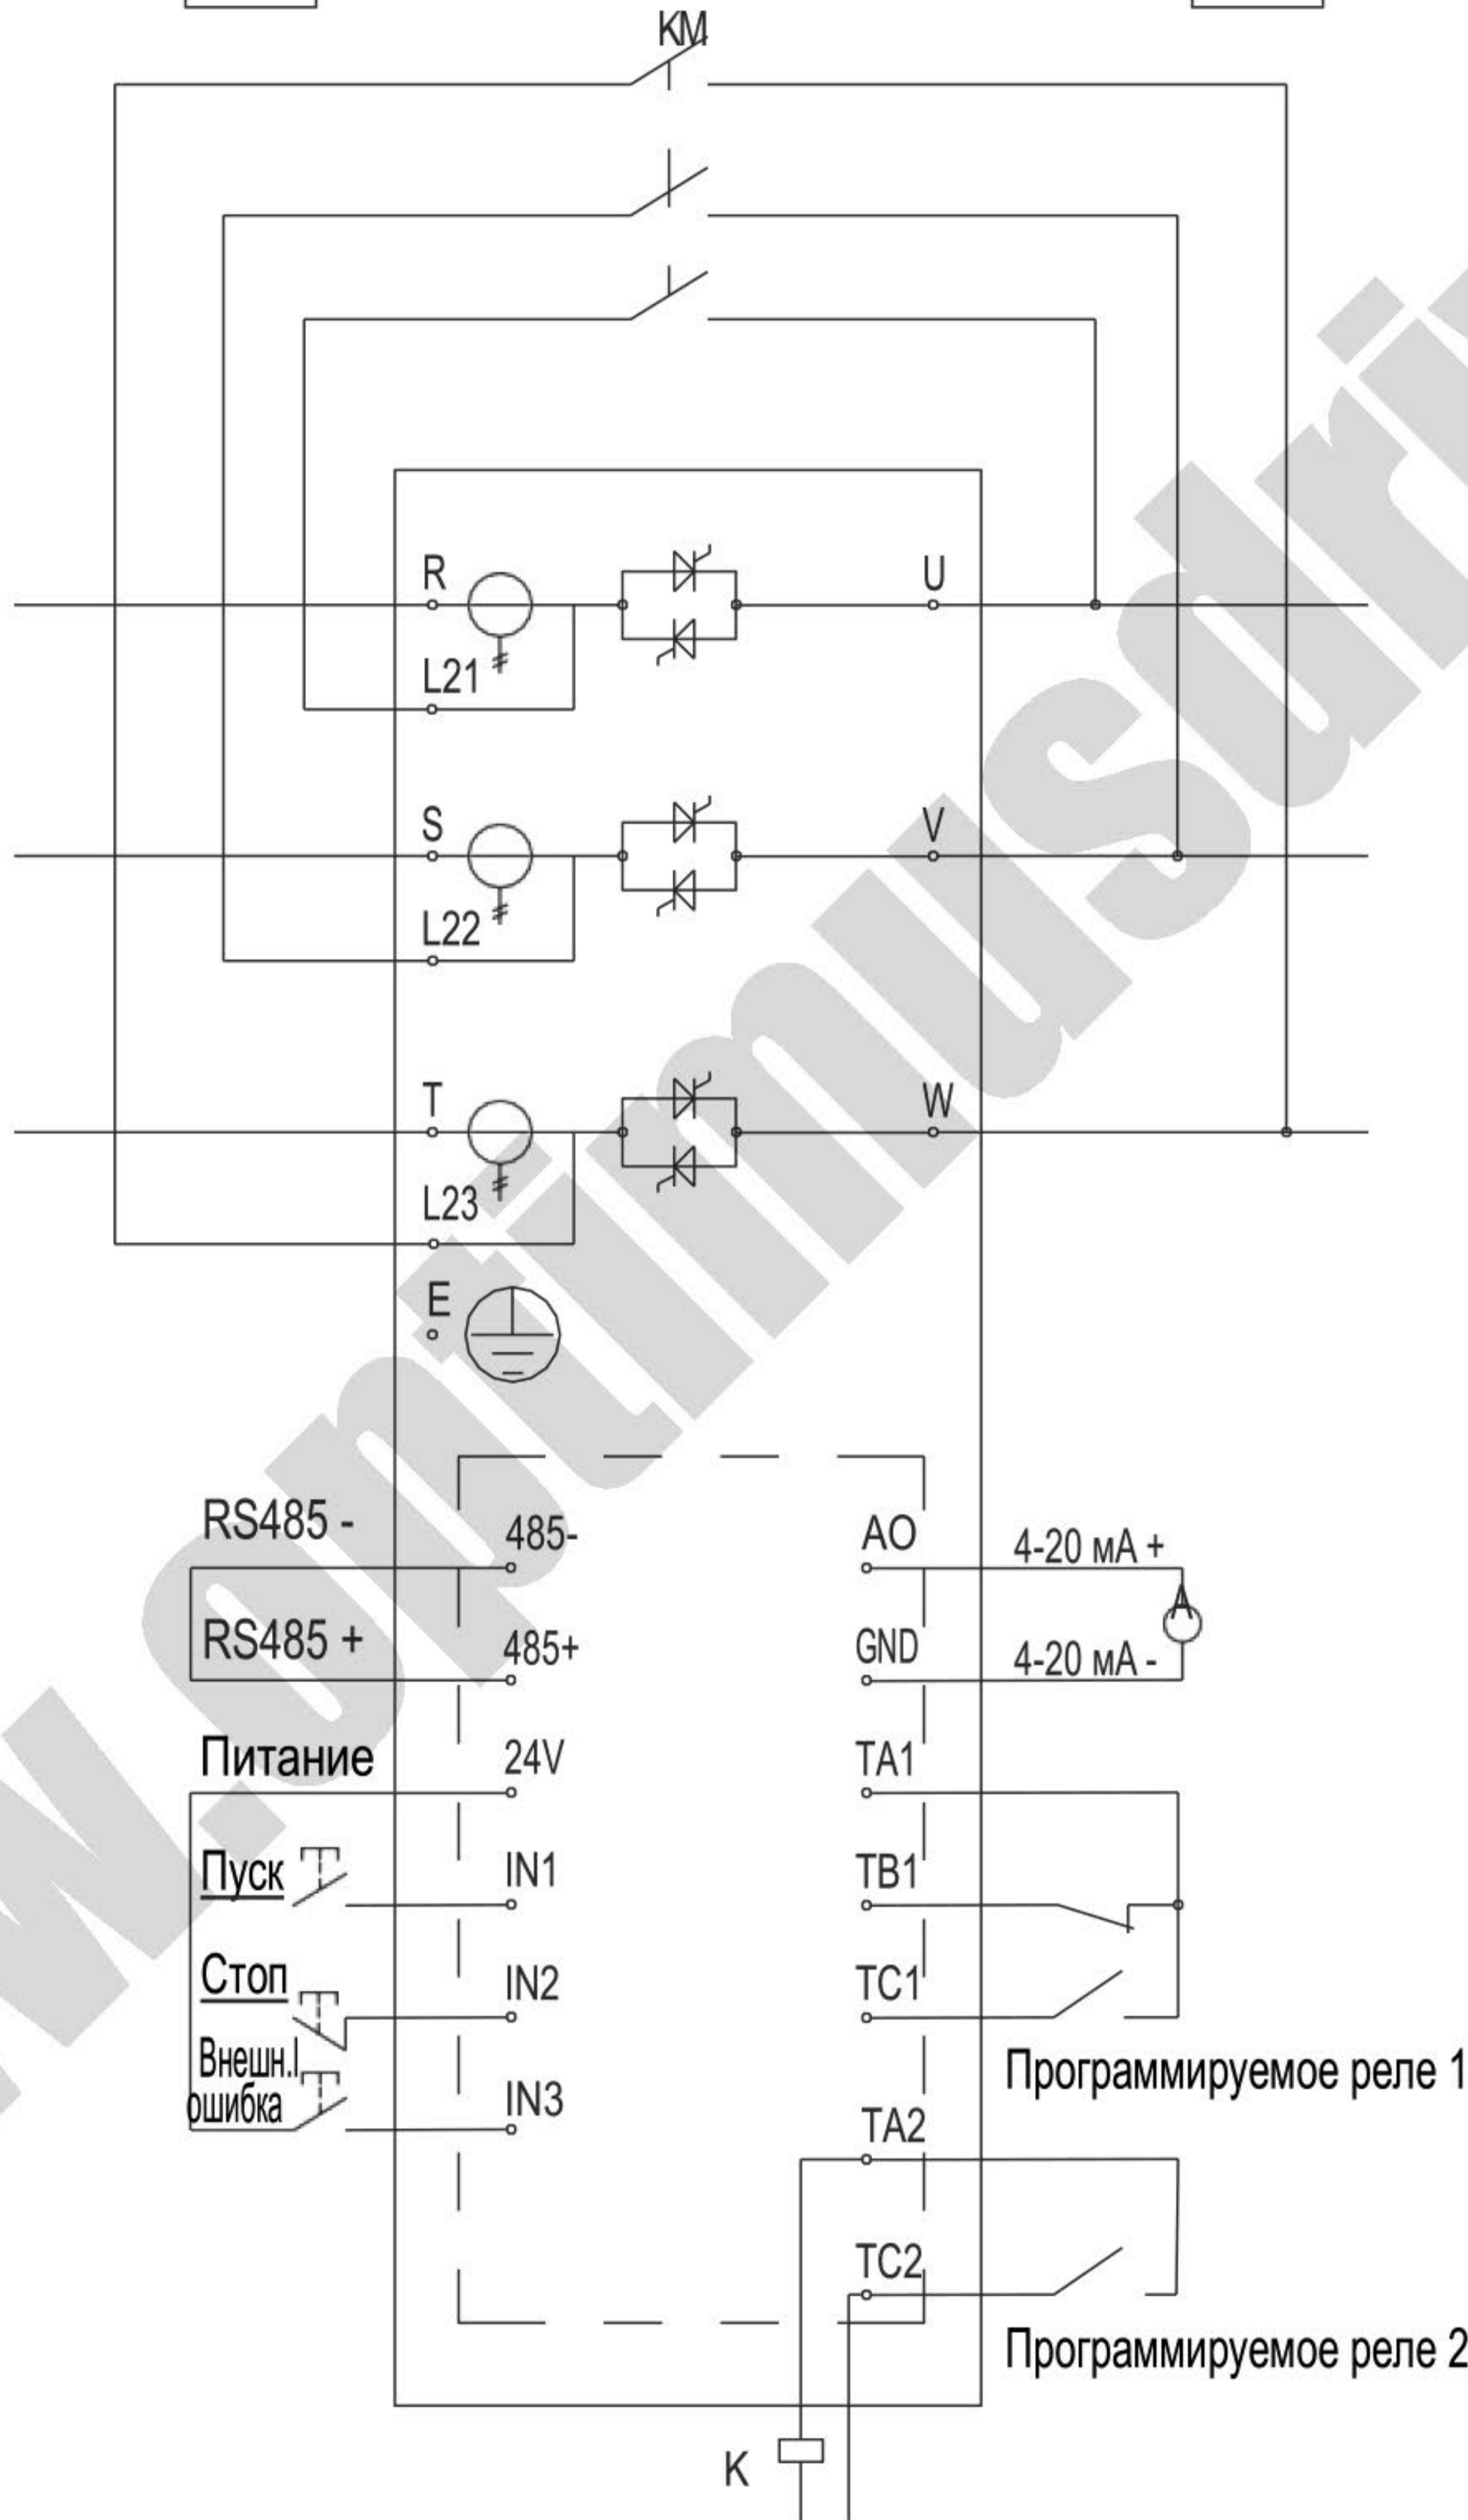 KM
R
U
L21
S
V
L22
T
W
L23
E
RS485 -
485-
AO
4-20 мА +
A
RS485 +
485+
GND
4-20 мА -
Питание
24V
TA1
Пуск
IN1
TB1
Стоп
IN2
TC1
Внешн.
ошибка
IN3
Программируемое реле 1
TA2
TC2
Программируемое реле 2
K
w.optimusdri